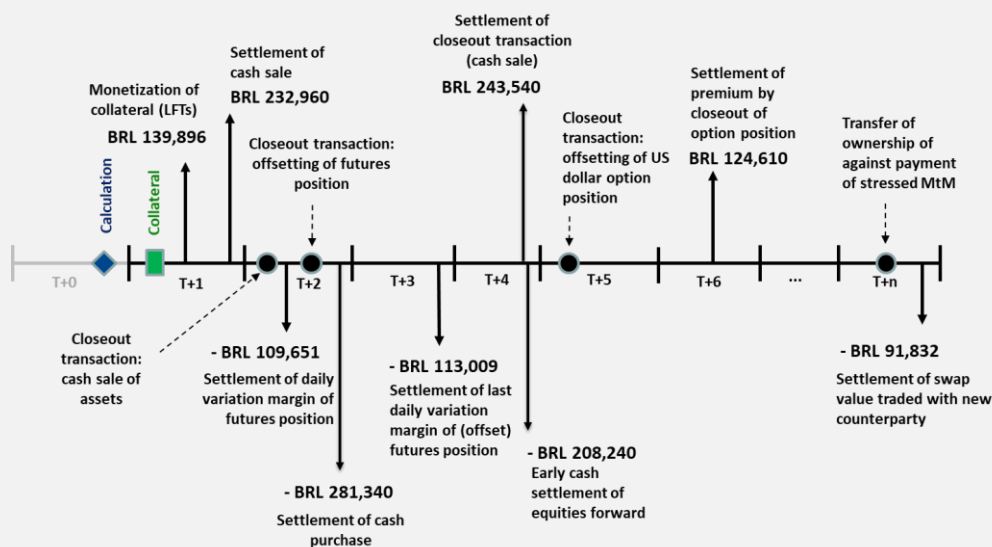 Settlement of
closeout transaction
(cash sale)
BRL 243,540
Settlement of
cash sale
BRL 232,960
Settlement of
premium by
closeout of
option position
BRL 124,610
Monetization of
collateral (LFTs)
BRL 139,896
Closeout transaction:
offsetting of futures
position
Closeout
transaction:
offsetting of US
dollar option
position
Transfer of
ownership of
against payment
of stressed MtM
Calculation
Collateral
T+0
T+1
T+2
T+3
T+4
T+5
T+6
...
T+n
Closeout
transaction:
cash sale of
assets
- BRL 109,651
Settlement of daily
variation margin of
futures position
- BRL 281,340
Settlement of cash
purchase
- BRL 113,009
Settlement of last
daily variation
margin of (offset)
futures position
- BRL 208,240
Early cash
settlement of
equities forward
- BRL 91,832
Settlement of swap
value traded with new
counterparty